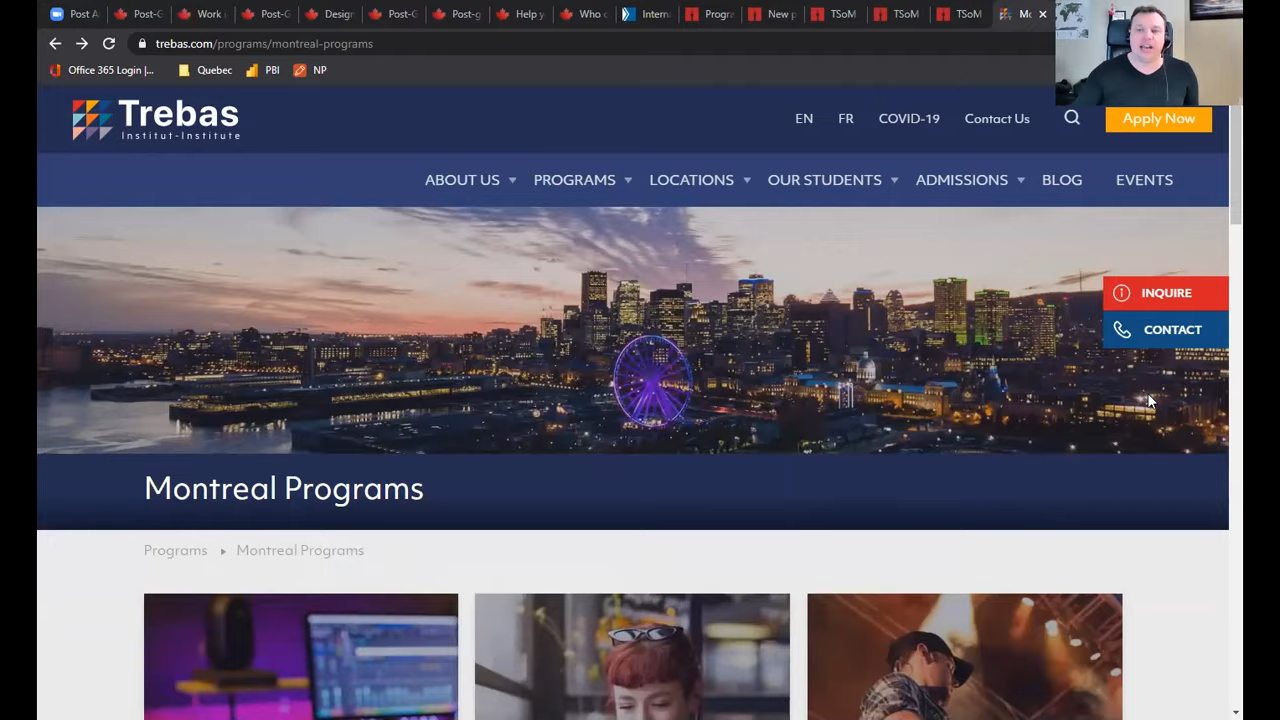 Post A
Post-G
Work
Post-G
Design
Post-G
Post-g
Help y
Who c
Interna
Progra
New p
TSoM
TSoM
TSoM
Mo
trebas.com/programs/montreal-programs
Office 365 Login |...
Quebec
PBI
NP
Trebas
Institut-Institute
EN
FR
COVID-19
Contact Us
Apply Now
ABOUT US
PROGRAMS
LOCATIONS
OUR STUDENTS
ADMISSIONS
BLOG
EVENTS
INQUIRE
CONTACT
Montreal Programs
Programs
Montreal Programs